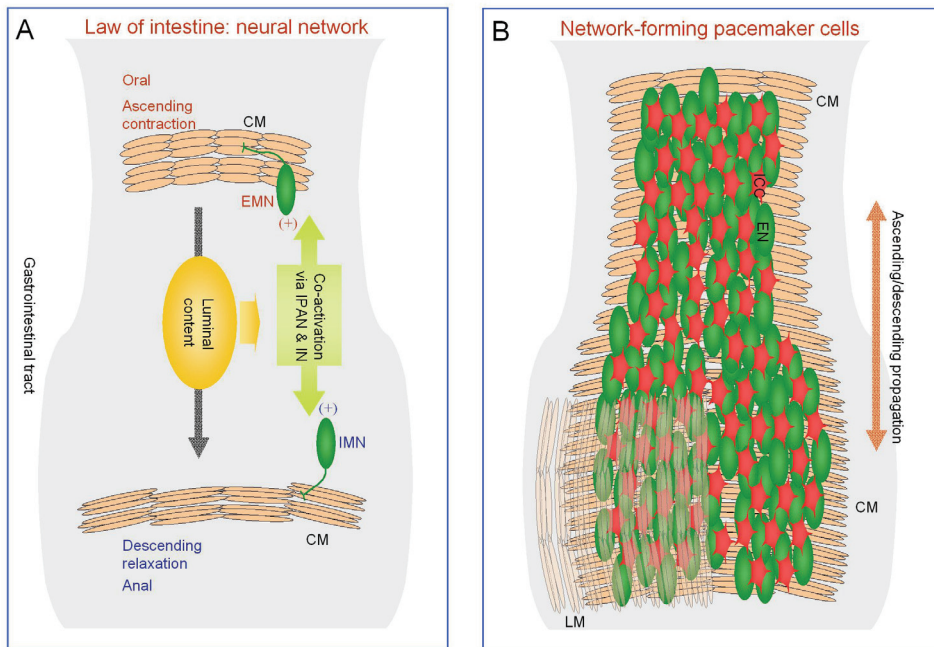 A
Law of intestine: neural network
Oral
Ascending
contraction
CM
EMN
(+)
Gastrointestinal tract
Luminal
content
Co-activation
via IPAN & IN
(+)
IMN
CM
Descending
relaxation
Anal
B
Network-forming pacemaker cells
CM
ICC
EN
Ascending/descending propagation
CM
LM